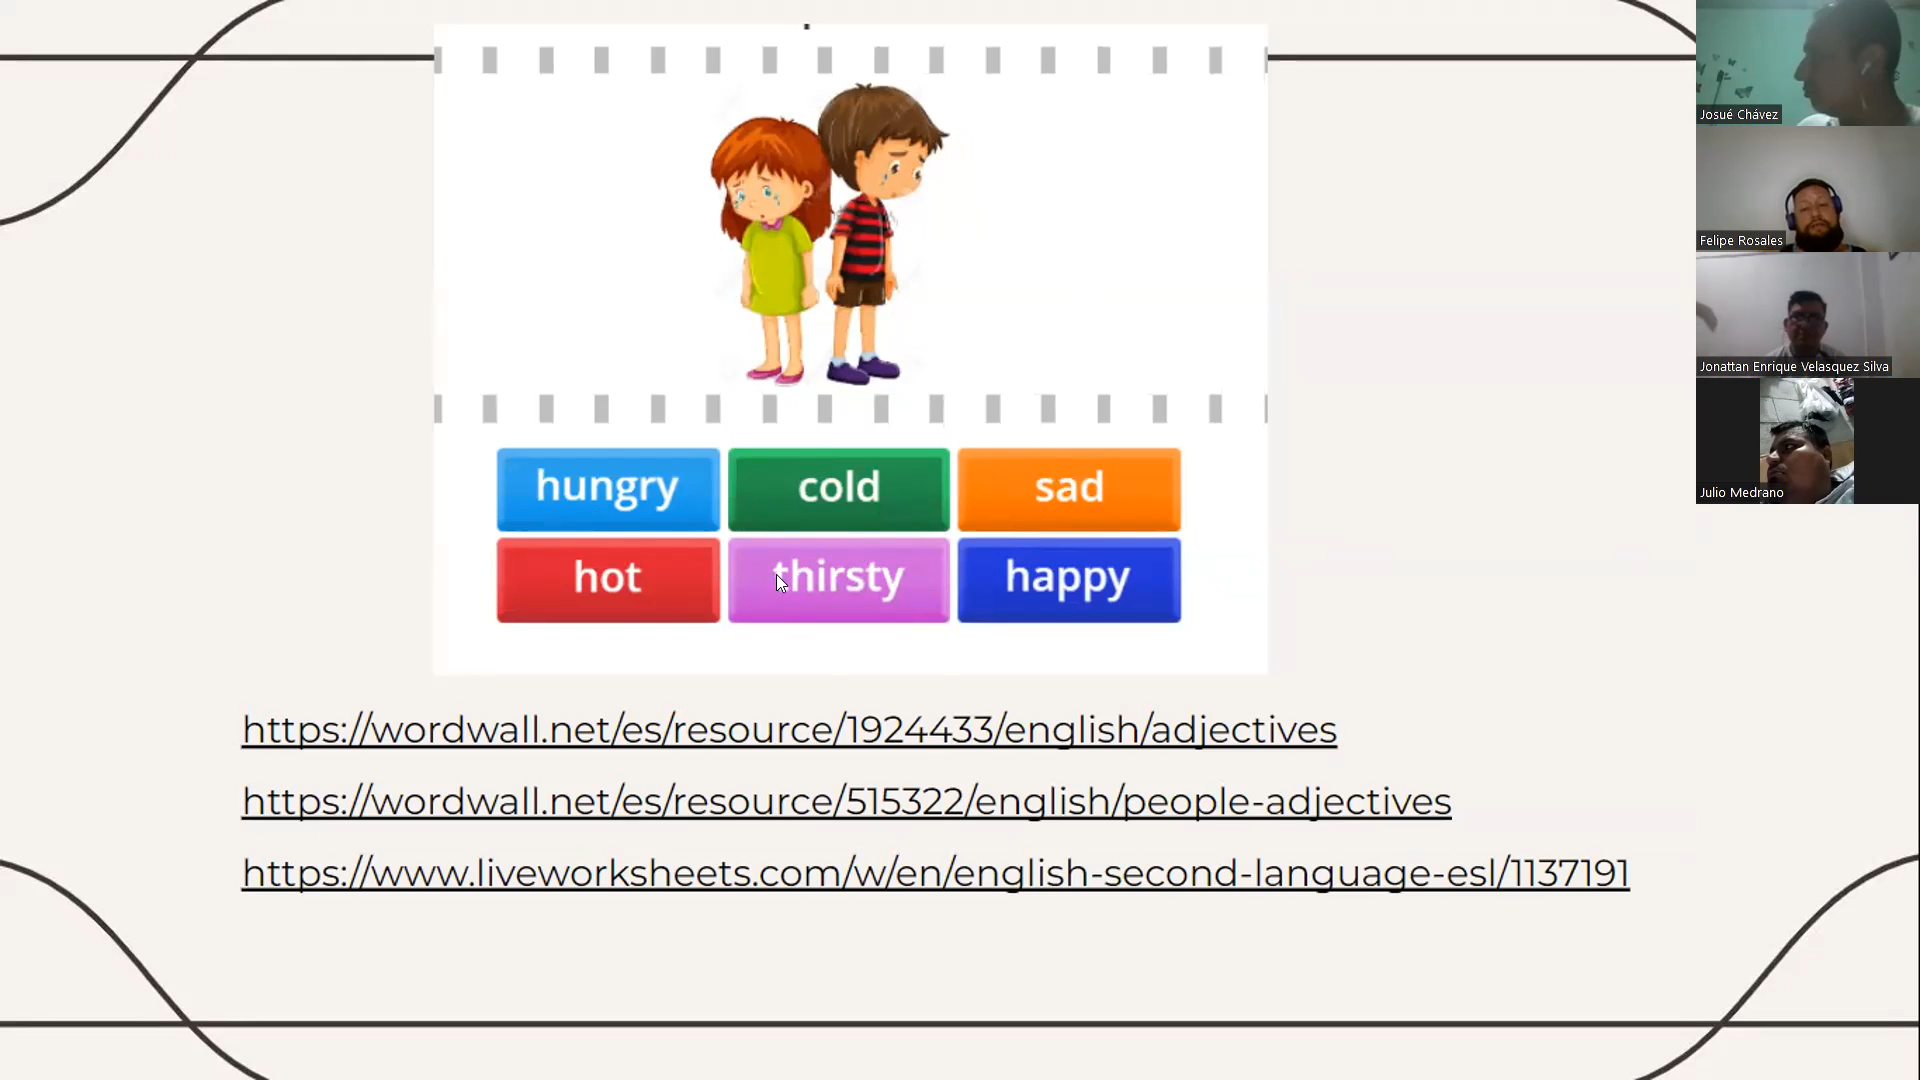 hungry
cold
sad
hot
thirsty
happy
https://wordwall.net/es/resource/1924433/english/adjectives
https://wordwall.net/es/resource/515322/english/people-adjectives
https://www.liveworksheets.com/w/en/english-second-language-esl/1137191
Josué Chávez
Felipe Rosales
Jonattan Enrique Velasquez Silva
Julio Medrano